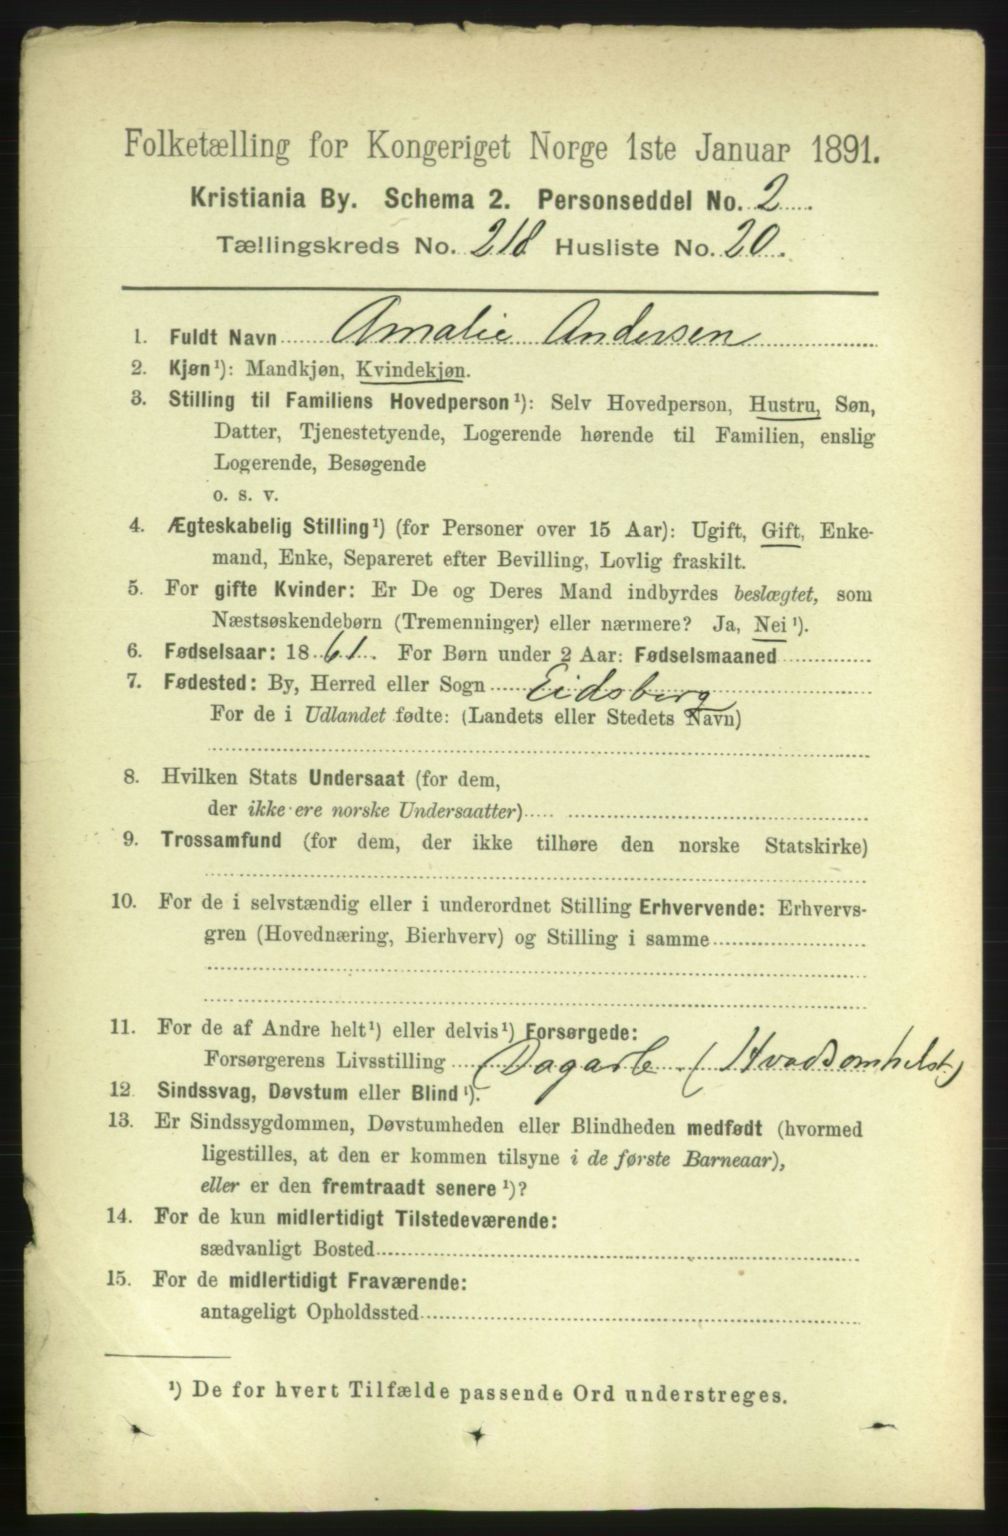 Folketælling for Kongeriget Norge 1ste Januar 1891.
Kristiania By. Schema 2. Personseddel No. 2
Tællingskreds No. 218 Husliste No. 20.
1. Fuldt Navn Amalie Andersen
2. Kjøn¹): Mandkjøn, Kvindekjøn.
3. Stilling til Familiens Hovedperson¹): Selv Hovedperson, Hustru, Søn,
Datter, Tjenestetyende, Logerende hørende til Familien, enslig
Logerende, Besøgende
o. s. v.
4. Ægteskabelig Stilling¹) (for Personer over 15 Aar): Ugift, Gift, Enke-
mand, Enke, Separeret efter Bevilling, Lovlig fraskilt.
5. For gifte Kvinder: Er De og Deres Mand indbyrdes beslægtet, som
Næstsøskendebørn (Tremenninger) eller nærmere? Ja, Nei¹).
6. Fødselsaar: 1861. For Børn under 2 Aar: Fødselsmaaned
7. Fødested: By, Herred eller Sogn Eidsberg
For de i Udlandet fødte: (Landets eller Stedets Navn)
8. Hvilken Stats Undersaat (for dem,
der ikke ere norske Undersaatter)
9. Trossamfund (for dem, der ikke tilhøre den norske Statskirke)
10. For de i selvstændig eller i underordnet Stilling Erhvervende: Erhvervs-
gren (Hovednæring, Bierhverv) og Stilling i samme
11. For de af Andre helt¹) eller delvis¹) Forsørgede:
Forsørgerens Livsstilling (Dagarb. (Hvadsomhelst)
12 Sindssvag, Døvstum eller Blind¹).
13. Er Sindssygdommen, Døvstumheden eller Blindheden medfødt (hvormed
ligestilles, at den er kommen tilsyne i de første Barneaar),
eller er den fremtraadt senere¹)?
14. For de kun midlertidigt Tilstedeværende:
sædvanligt Bosted
15. For de midlertidigt Fraværende:
antageligt Opholdssted
¹) De for hvert Tilfælde passende Ord understreges.